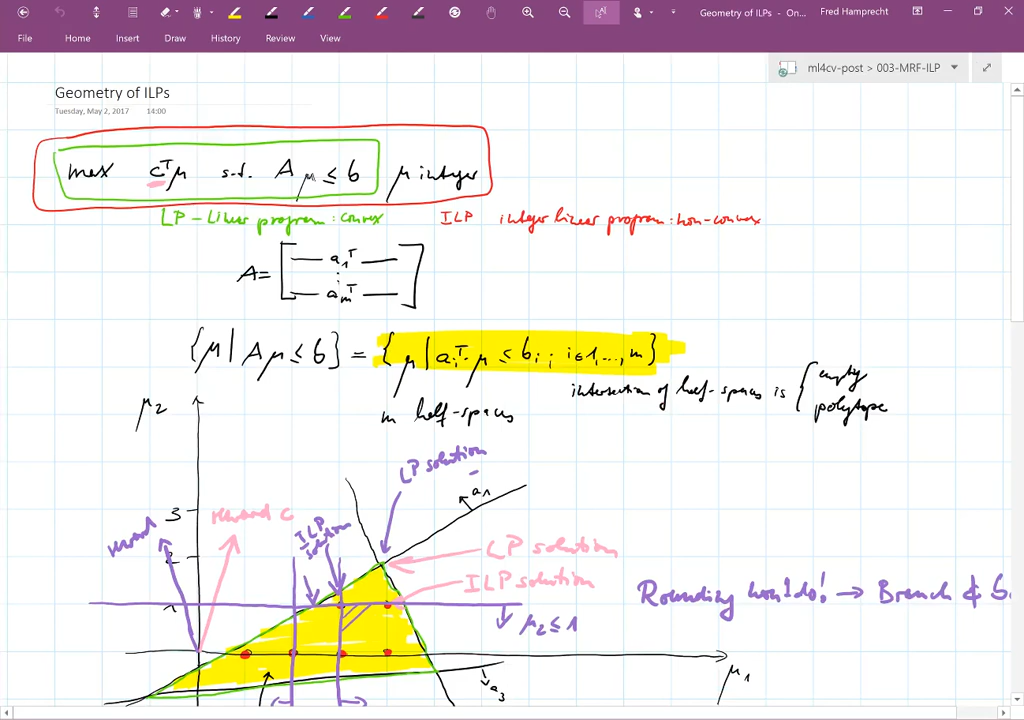 Geometry of ILPs - On...
Fred Hamprecht
File Home Insert Draw History Review View
ml4cv-post > 003-MRF-ILP
Geometry of ILPs
Tuesday, May 2, 2017 14:00
max cᵀμ s.t. Aμ ≤ b μ integer
LP - Linear program: convex ILP integer linear program: non-convex
A = [ — a₁ᵀ — ⋮ — aₘᵀ — ]
{μ | Aμ ≤ b} = {μ | aᵢᵀμ ≤ bᵢ, i∈1,...,m}
m half-spaces
intersection of half-spaces is { empty
polytope
μ₂
LP solution
a₁
3
reward c
ILP solution
reward
2
LP solution
ILP solution
Rounding won't do! → Branch & B.
1
μ₂ ≤ 1
μ₁
a₃